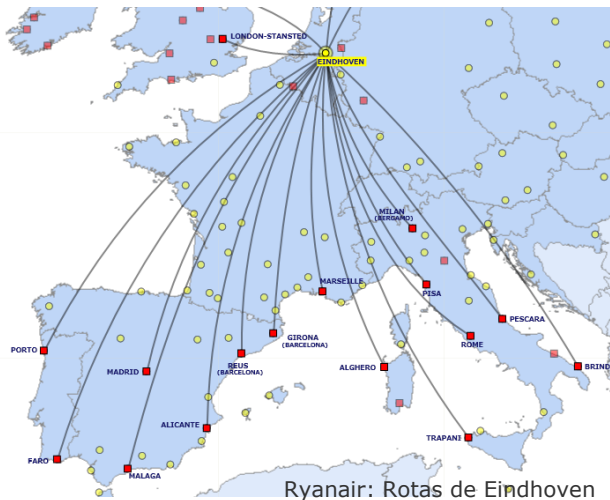 LONDON-STANSTED
EINDHOVEN
MILAN
(BERGAMO)
MARSEILLE
PISA
PESCARA
PORTO
GIRONA
(BARCELONA)
ROME
MADRID
REUS
(BARCELONA)
ALGHERO
BRIND
ALICANTE
TRAPANI
FARO
MALAGA
Ryanair: Rotas de Eindhoven